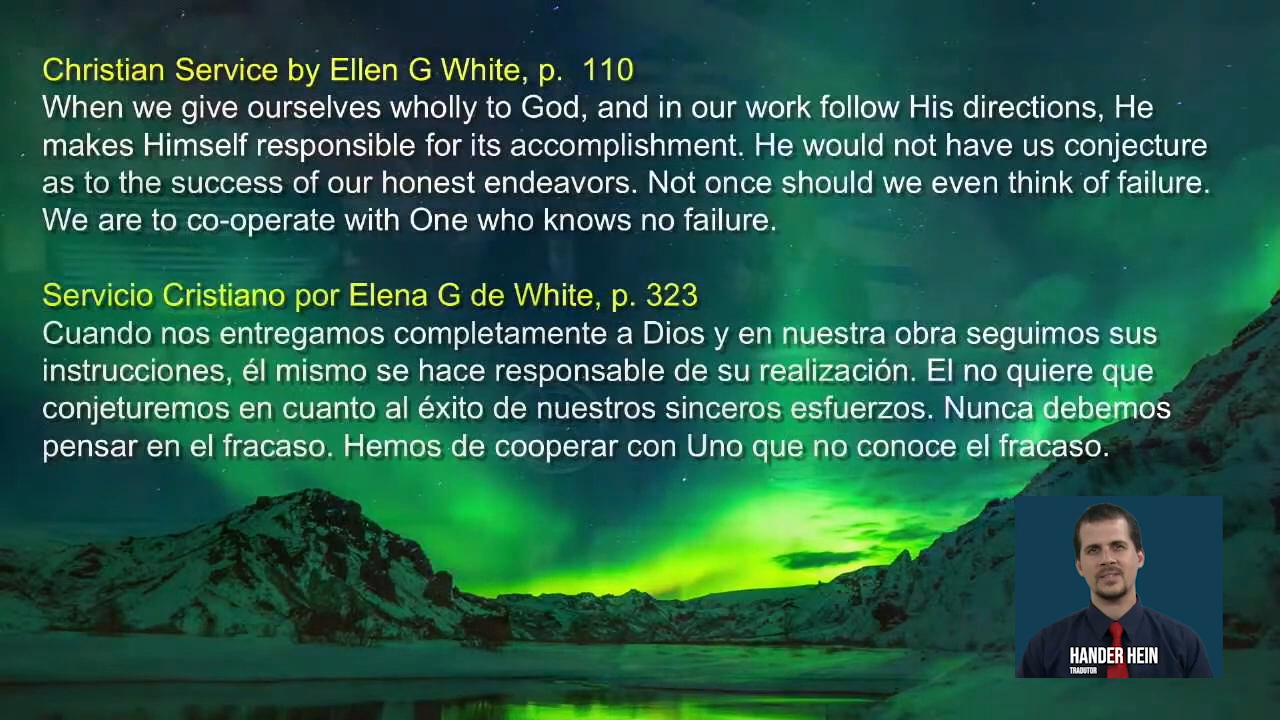 Christian Service by Ellen G White, p.  110
When we give ourselves wholly to God, and in our work follow His directions, He
makes Himself responsible for its accomplishment. He would not have us conjecture
as to the success of our honest endeavors. Not once should we even think of failure.
We are to co-operate with One who knows no failure.
Servicio Cristiano por Elena G de White, p. 323
Cuando nos entregamos completamente a Dios y en nuestra obra seguimos sus
instrucciones, él mismo se hace responsable de su realización. El no quiere que
conjeturemos en cuanto al éxito de nuestros sinceros esfuerzos. Nunca debemos
pensar en el fracaso. Hemos de cooperar con Uno que no conoce el fracaso.
HANDER HEIN
TRADUTOR